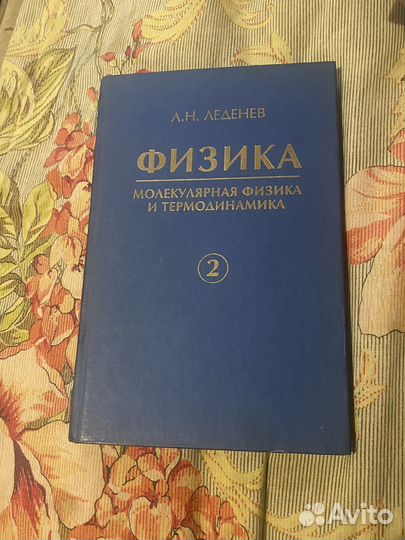 А.Н. ЛЕДЕНЕВ
ФИЗИКА
МОЛЕКУЛЯРНАЯ ФИЗИКА
И ТЕРМОДИНАМИКА
2
Avito